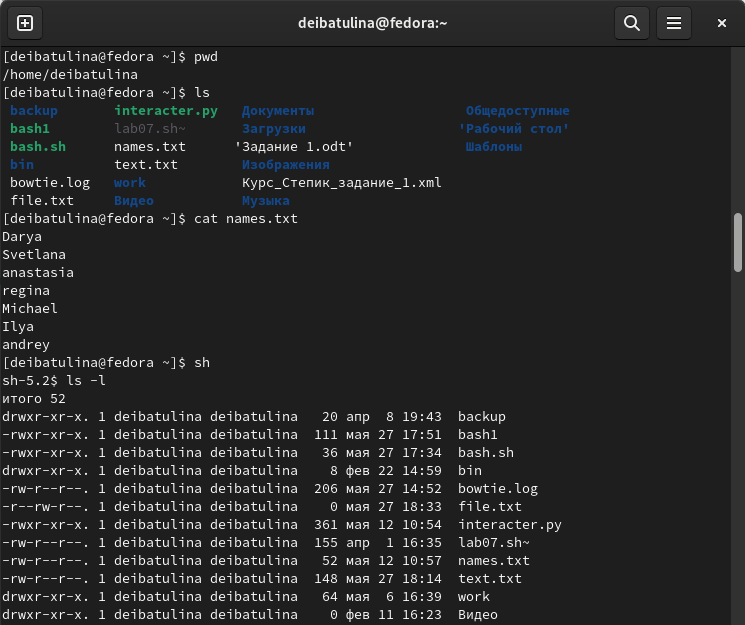 deibatulina@fedora:~
[deibatulina@fedora ~]$ pwd
/home/deibatulina
[deibatulina@fedora ~]$ ls
backup interacter.py Документы Общедоступные
bash1 lab07.sh~ Загрузки 'Рабочий стол'
bash.sh names.txt 'Задание 1.odt' Шаблоны
bin text.txt Изображения
bowtie.log work Курс_Степик_задание_1.xml
file.txt Видео Музыка
[deibatulina@fedora ~]$ cat names.txt
Darya
Svetlana
anastasia
regina
Michael
Ilya
andrey
[deibatulina@fedora ~]$ sh
sh-5.2$ ls -l
итого 52
drwxr-xr-x. 1 deibatulina deibatulina 20 апр 8 19:43 backup
-rwxr-xr-x. 1 deibatulina deibatulina 111 мая 27 17:51 bash1
-rwxr-xr-x. 1 deibatulina deibatulina 36 мая 27 17:34 bash.sh
drwxr-xr-x. 1 deibatulina deibatulina 8 фев 22 14:59 bin
-rw-r--r--. 1 deibatulina deibatulina 206 мая 27 14:52 bowtie.log
-r--rw-r--. 1 deibatulina deibatulina 0 мая 27 18:33 file.txt
-rwxr-xr-x. 1 deibatulina deibatulina 361 мая 12 10:54 interacter.py
-rw-r--r--. 1 deibatulina deibatulina 155 апр 1 16:35 lab07.sh~
-rw-r--r--. 1 deibatulina deibatulina 52 мая 12 10:57 names.txt
-rw-r--r--. 1 deibatulina deibatulina 148 мая 27 18:14 text.txt
drwxr-xr-x. 1 deibatulina deibatulina 64 мая 6 16:39 work
drwxr-xr-x. 1 deibatulina deibatulina 0 фев 11 16:23 Видео